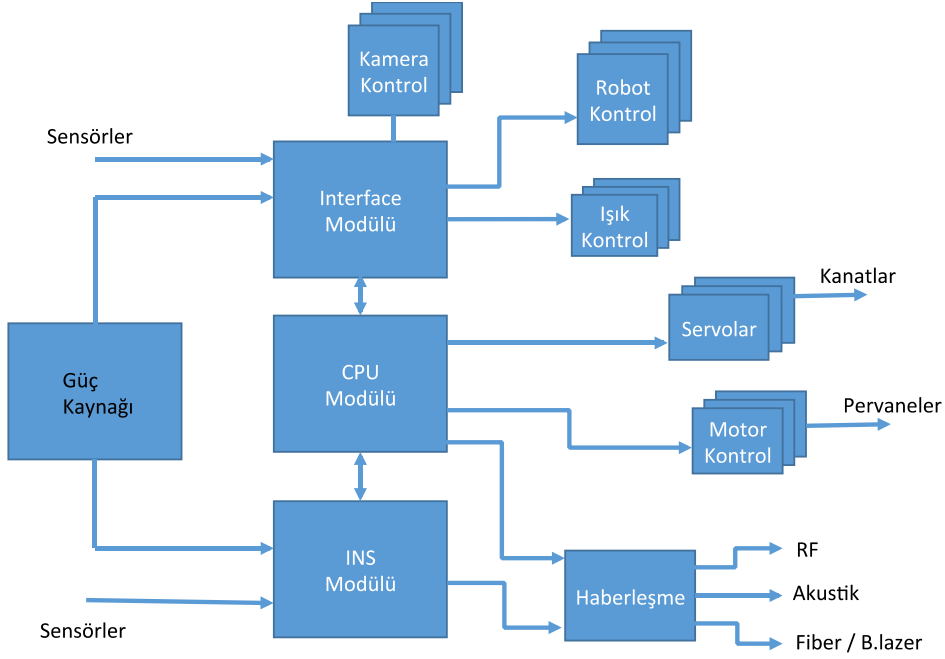 Kamera
Kontrol
Robot
Kontrol
Sensörler
Interface
Modülü
Işık
Kontrol
Kanatlar
Servolar
Güç
Kaynağı
CPU
Modülü
Pervaneler
Motor
Kontrol
INS
Modülü
RF
Haberleşme
Akustik
Sensörler
Fiber / B.lazer